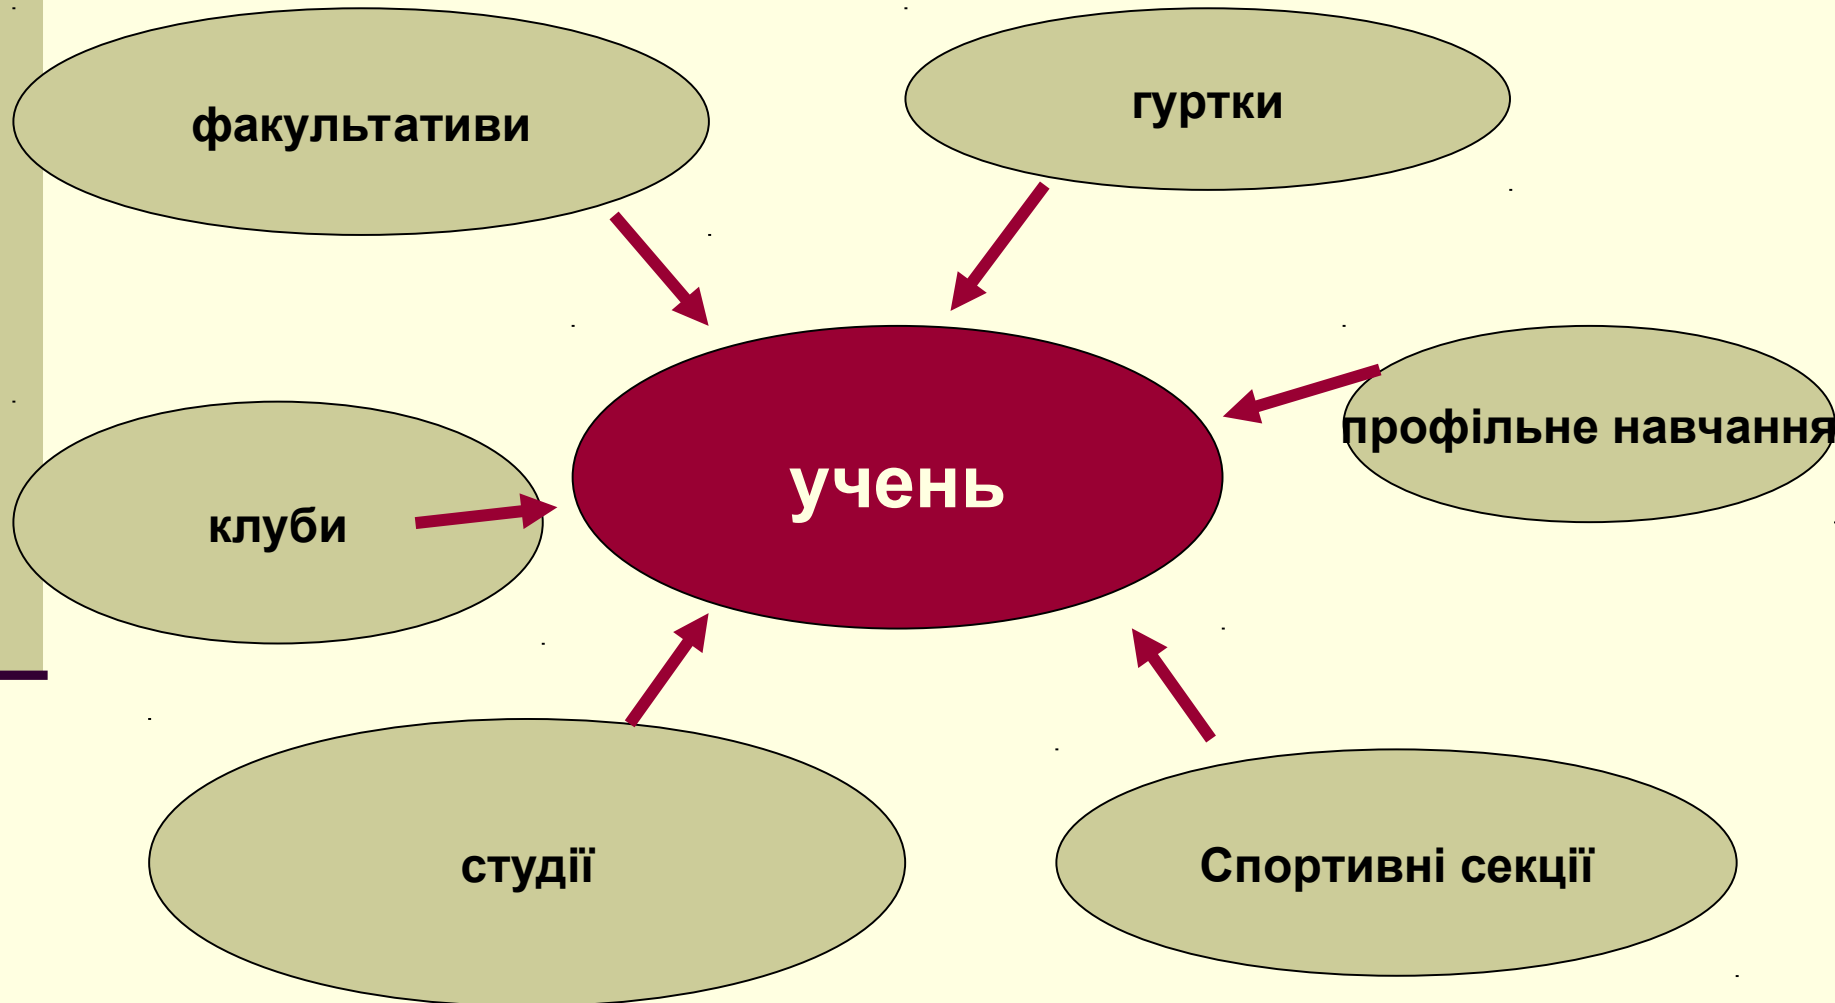 факультативи
гуртки
профільне навчання
учень
клуби
студії
Спортивні секції